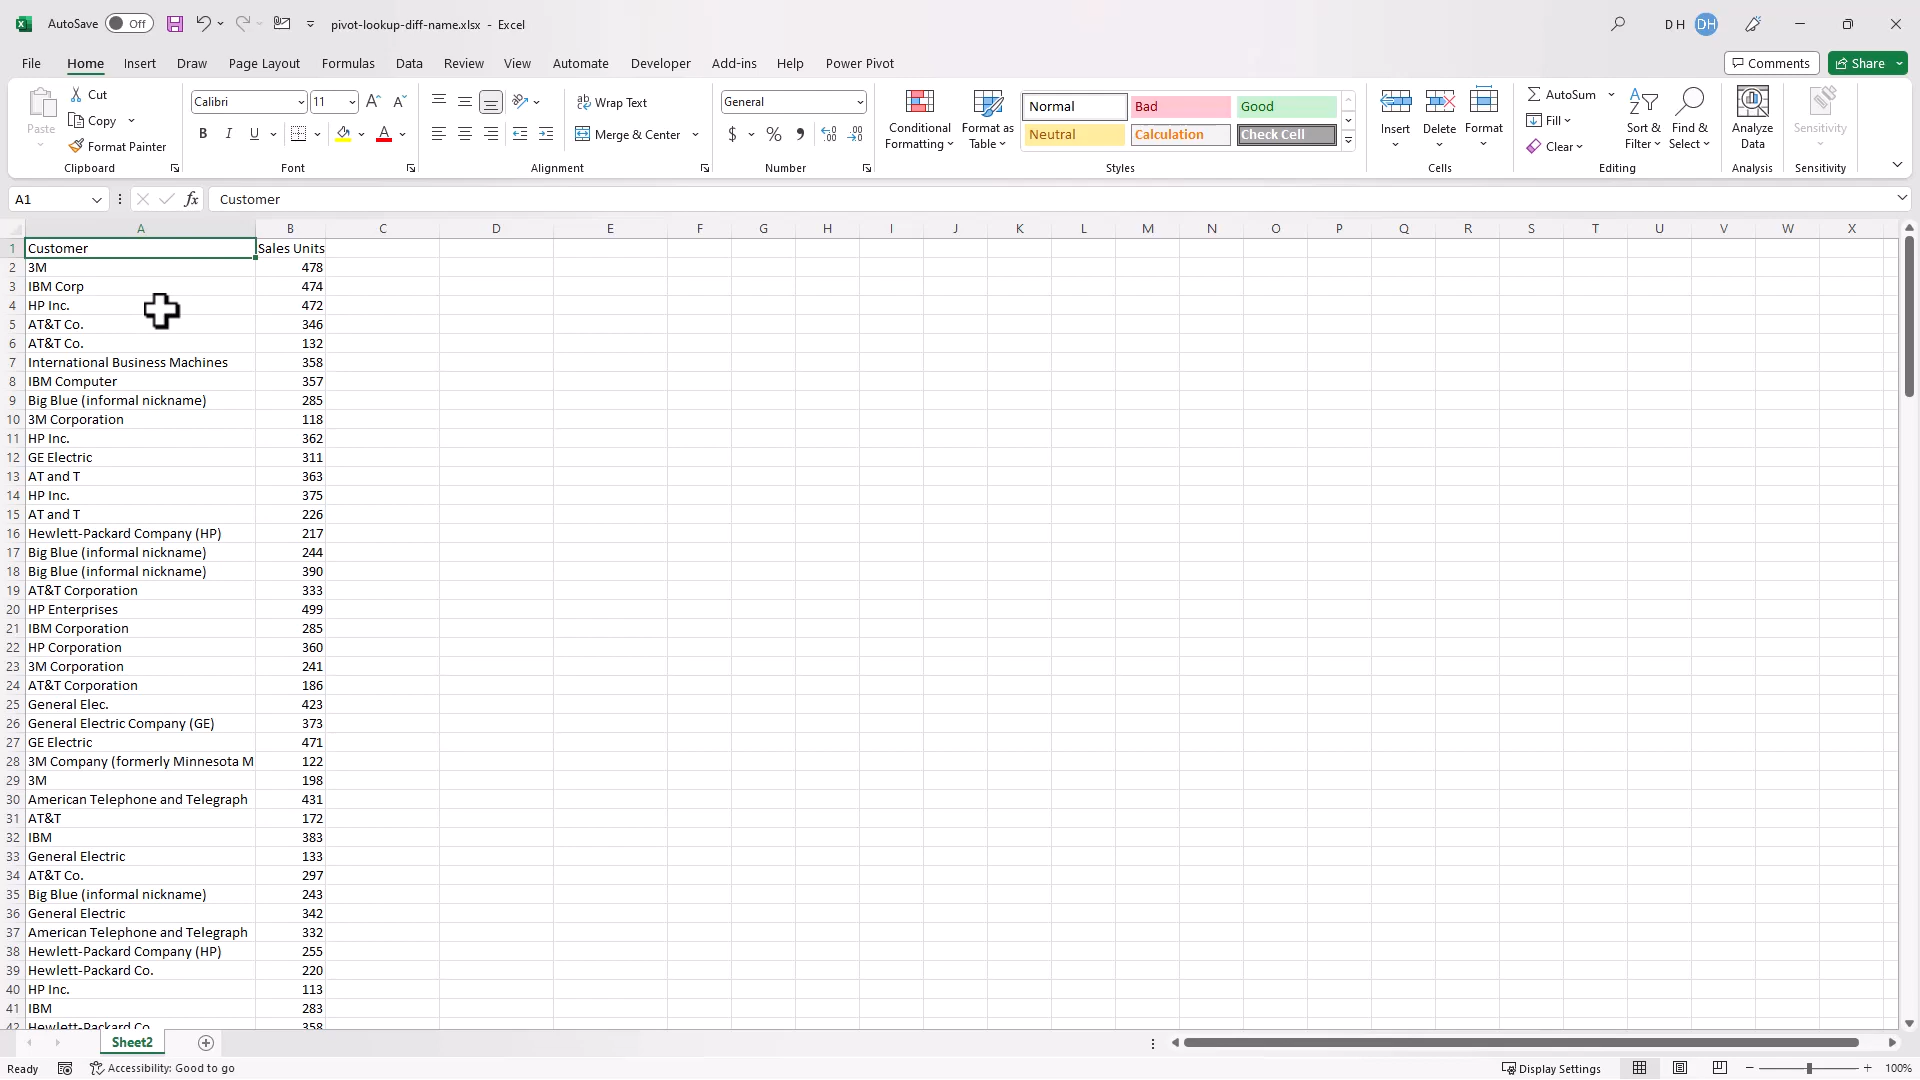 AutoSave Off pivot-lookup-diff-name.xlsx - Excel D H DH
File Home Insert Draw Page Layout Formulas Data Review View Automate Developer Add-ins Help Power Pivot Comments Share
Paste Cut Copy Format Painter
Clipboard
Calibri 11
B I U A
Font
Wrap Text
Merge & Center
Alignment
General
$ % ,
Number
Conditional Formatting
Format as Table
Normal Bad Good
Neutral Calculation Check Cell
Styles
Insert Delete Format
Cells
AutoSum
Fill
Clear
Sort & Filter
Find & Select
Editing
Analyze Data
Analysis
Sensitivity
Sensitivity
A1 fx Customer
A B C D E F G H I J K L M N O P Q R S T U V W X
1 Customer Sales Units
2 3M 478
3 IBM Corp 474
4 HP Inc. 472
5 AT&T Co. 346
6 AT&T Co. 132
7 International Business Machines 358
8 IBM Computer 357
9 Big Blue (informal nickname) 285
10 3M Corporation 118
11 HP Inc. 362
12 GE Electric 311
13 AT and T 363
14 HP Inc. 375
15 AT and T 226
16 Hewlett-Packard Company (HP) 217
17 Big Blue (informal nickname) 244
18 Big Blue (informal nickname) 390
19 AT&T Corporation 333
20 HP Enterprises 499
21 IBM Corporation 285
22 HP Corporation 360
23 3M Corporation 241
24 AT&T Corporation 186
25 General Elec. 423
26 General Electric Company (GE) 373
27 GE Electric 471
28 3M Company (formerly Minnesota M 122
29 3M 198
30 American Telephone and Telegraph 431
31 AT&T 172
32 IBM 383
33 General Electric 133
34 AT&T Co. 297
35 Big Blue (informal nickname) 243
36 General Electric 342
37 American Telephone and Telegraph 332
38 Hewlett-Packard Company (HP) 255
39 Hewlett-Packard Co. 220
40 HP Inc. 113
41 IBM 283
42 Hewlett-Packard Co. 358
Sheet2
Ready Accessibility: Good to go Display Settings 100%